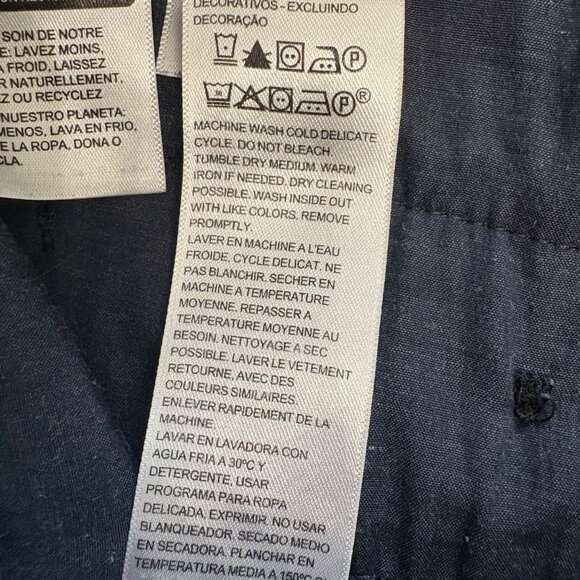 SOIN DE NOTRE
: LAVEZ MOINS,
A FROID, LAISSEZ
R NATURELLEMENT,
EZ OU RECYCLEZ
NUESTRO PLANETA:
MENOS, LAVA EN FRIO,
E LA ROPA, DONA O
CLA.
DECORATIVOS - EXCLUINDO
DECORAÇÃO
P
P®
MACHINE WASH COLD DELICATE
CYCLE. DO NOT BLEACH
TUMBLE DRY MEDIUM. WARM
IRON IF NEEDED. DRY CLEANING
POSSIBLE. WASH INSIDE OUT
WITH LIKE COLORS. REMOVE
PROMPTLY.
LAVER EN MACHINE A L'EAU
FROIDE, CYCLE DELICAT. NE
PAS BLANCHIR. SECHER EN
MACHINE A TEMPERATURE
MOYENNE. REPASSER A
TEMPERATURE MOYENNE AU
BESOIN. NETTOYAGE A SEC
POSSIBLE. LAVER LE VETEMENT
RETOURNE, AVEC DES
COULEURS SIMILAIRES.
ENLEVER RAPIDEMENT DE LA
MACHINE.
LAVAR EN LAVADORA CON
AGUA FRIA A 30ºC Y
DETERGENTE, USAR
PROGRAMA PARA ROPA
DELICADA, EXPRIMIR. NO USAR
BLANQUEADOR. SECADO MEDIO
EN SECADORA. PLANCHAR EN
TEMPERATURA MEDIA A 150ºC